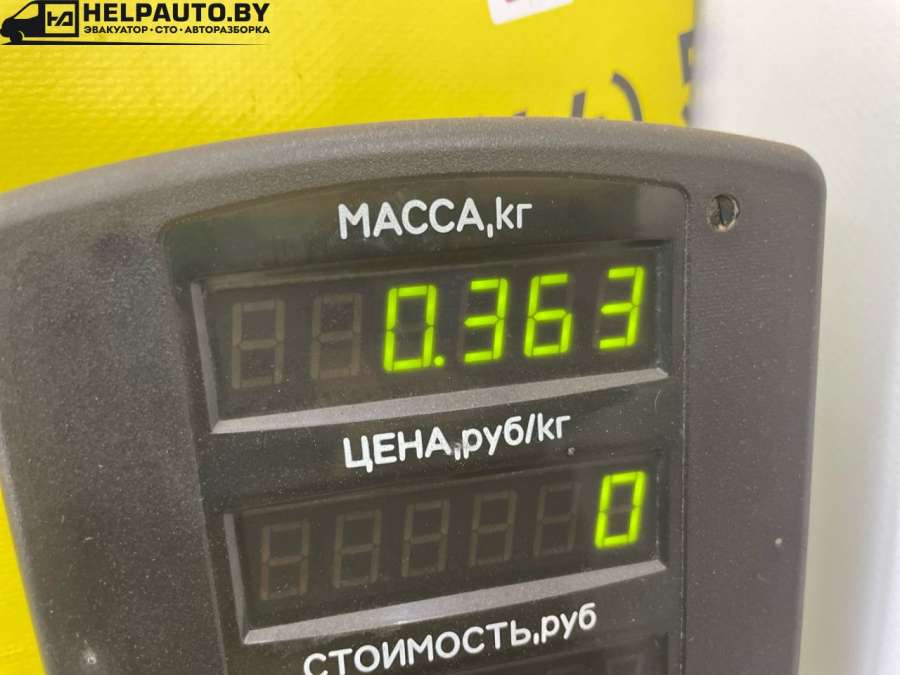 HELPAUTO.BY
ЭВАКУАТОР • СТО • АВТОРАЗБОРКА
МАССА,кг
0.363
ЦЕНА,руб/кг
0
СТОИМОСТЬ,руб